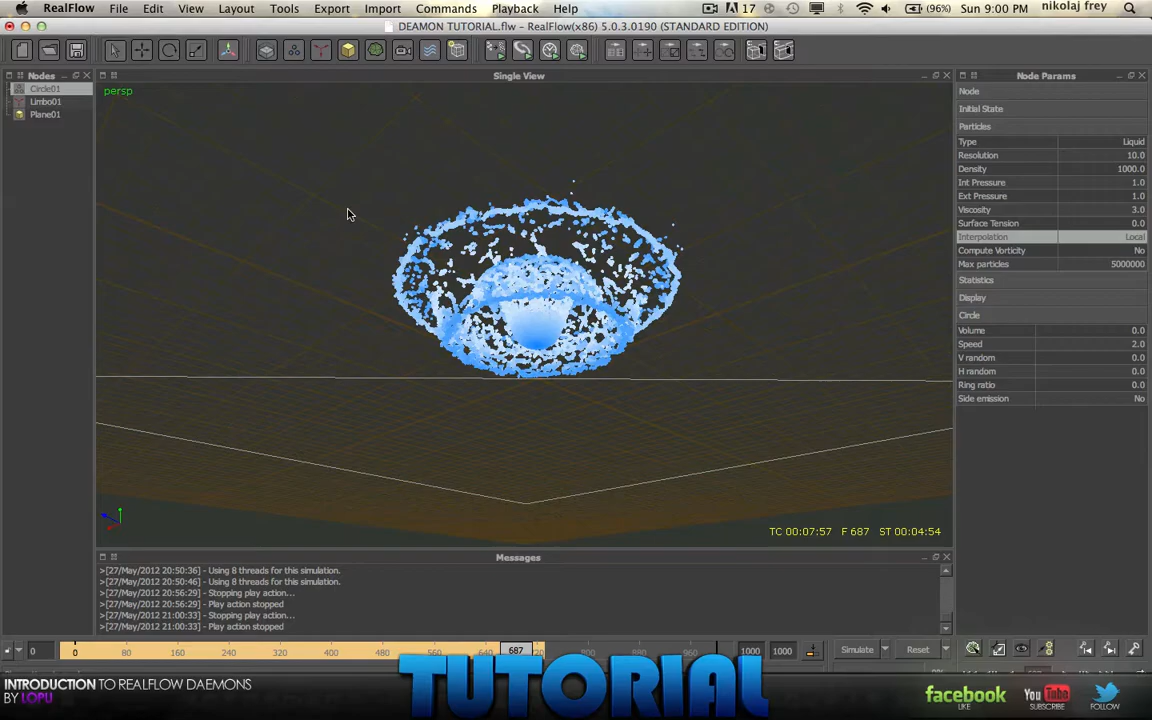 RealFlow File Edit View Layout Tools Export Import Commands Playback Help 17 (96%) Sun 9:00 PM nikolaj frey
DEAMON TUTORIAL.flw - RealFlow(x86) 5.0.3.0190 (STANDARD EDITION)
Nodes Single View Node Params
Circle01
Limbo01
Plane01
persp
Node
Initial State
Particles
Type Liquid
Resolution 10.0
Density 1000.0
Int Pressure 1.0
Ext Pressure 1.0
Viscosity 3.0
Surface Tension 0.0
Interpolation Local
Compute Vorticity No
Max particles 5000000
Statistics
Display
Circle
Volume 0.0
Speed 2.0
V random 0.0
H random 0.0
Ring ratio 0.0
Side emission No
TC 00:07:57 F 687 ST 00:04:54
Messages
>[27/May/2012 20:50:36] - Using 8 threads for this simulation.
>[27/May/2012 20:50:46] - Using 8 threads for this simulation.
>[27/May/2012 20:56:29] - Stopping play action...
>[27/May/2012 20:56:29] - Play action stopped
>[27/May/2012 21:00:33] - Stopping play action...
>[27/May/2012 21:00:33] - Play action stopped
0 0 80 160 240 320 400 480 560 687 720 800 880 960 1000 1000 Simulate Reset
TUTORIAL
INTRODUCTION TO REALFLOW DAEMONS
BY LOPU
facebook
LIKE
You Tube
SUBSCRIBE
FOLLOW